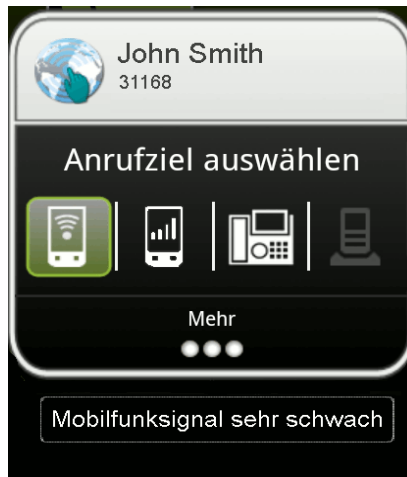 John Smith
31168
Anrufziel auswählen
Mehr
Mobilfunksignal sehr schwach